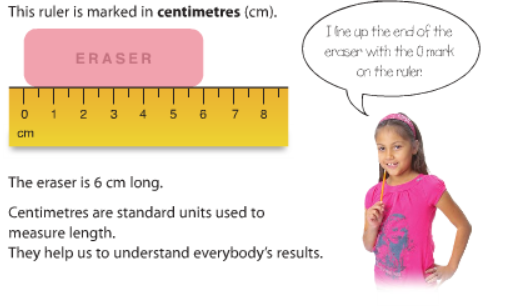 This ruler is marked in centimetres (cm).
I line up the end of the
eraser with the 0 mark
on the ruler.
ERASER
0 1 2 3 4 5 6 7 8
cm
The eraser is 6 cm long.
Centimetres are standard units used to
measure length.
They help us to understand everybody's results.